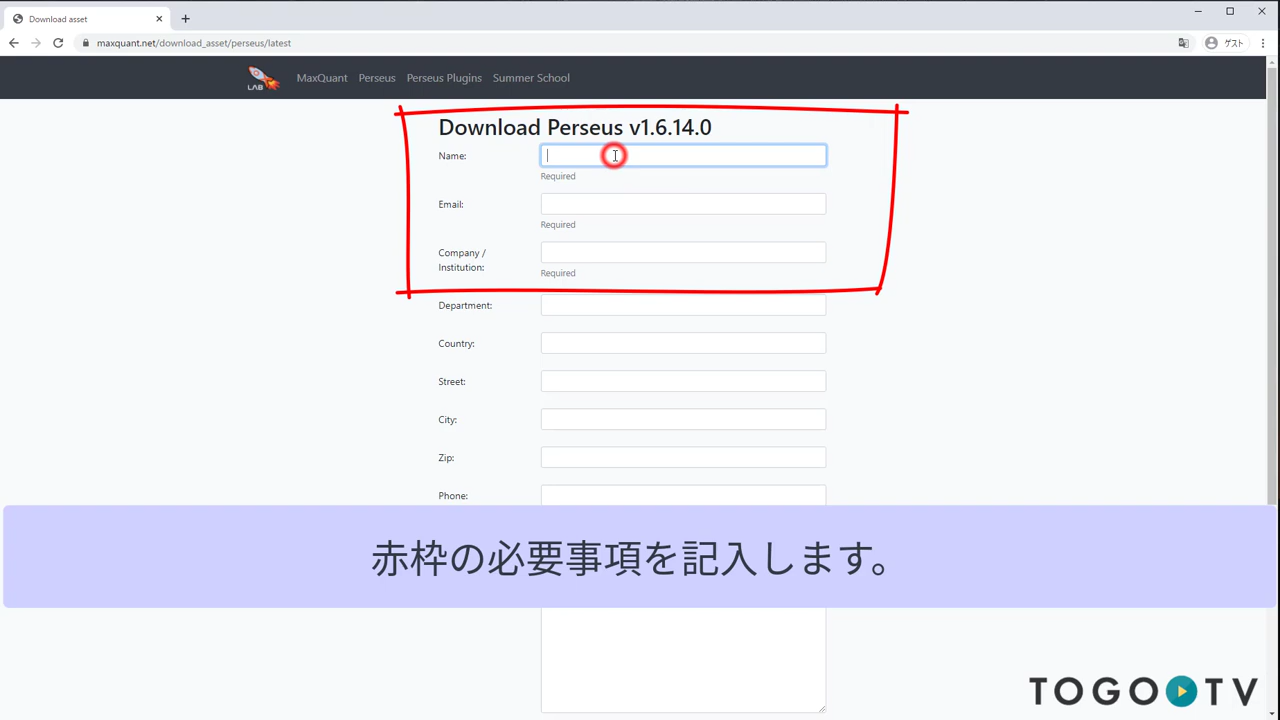 Download asset
maxquant.net/download_asset/perseus/latest
ゲスト
LAB
MaxQuant Perseus Perseus Plugins Summer School
Download Perseus v1.6.14.0
Name:
Required
Email:
Required
Company /
Institution:
Required
Department:
Country:
Street:
City:
Zip:
Phone:
赤枠の必要事項を記入します。
TOGO TV